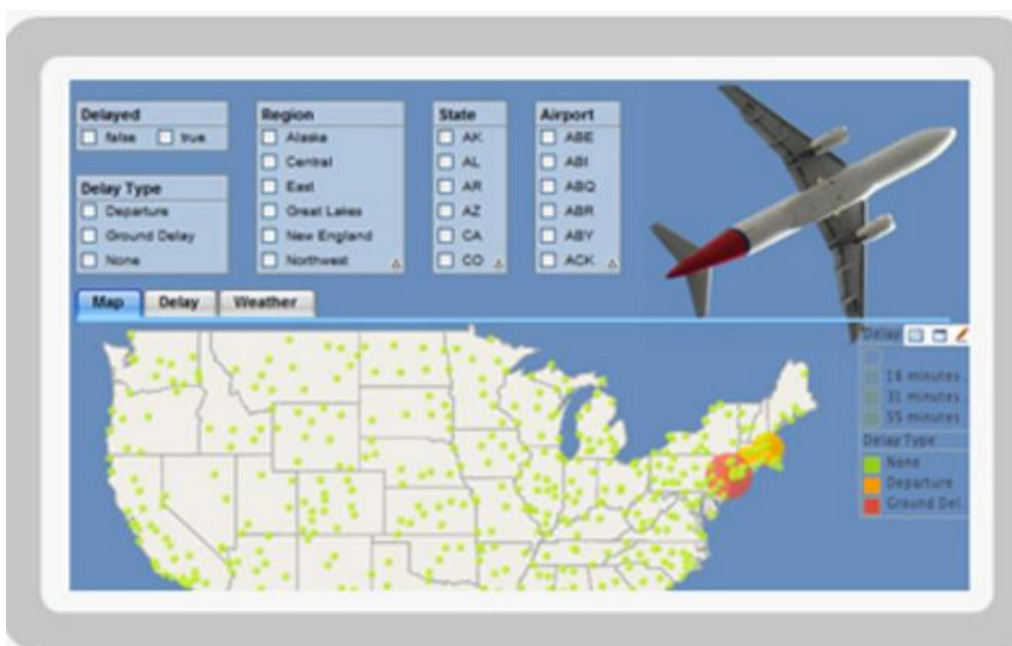 Delayed
false true
Delay Type
Departure
Ground Delay
None
Region
Alaska
Central
East
Great Lakes
New England
Northwest
State
AK
AL
AR
AZ
CA
CO
Airport
ABE
ABI
ABQ
ABR
ABY
ACK
Map Delay Weather
Delay
18 minutes
31 minutes
55 minutes
Delay Type
None
Departure
Ground Del...